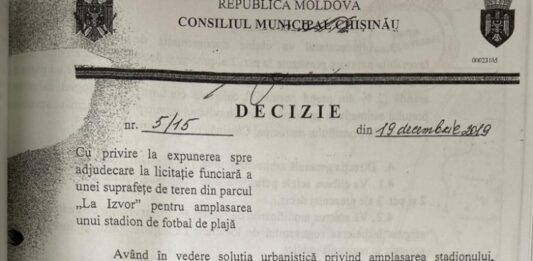 REPUBLICA MOLDOVA
CONSILIUL MUNICIPAL CHIȘINĂU
DECIZIE
nr. 5/15 din 19 decembrie 2019
Cu privire la expunerea spre
adjudecare la licitație funciară a
unei suprafețe de teren din parcul
„La Izvor” pentru amplasarea
unui stadion de fotbal de plajă
Având în vedere soluția urbanistică privind amplasarea stadionului,